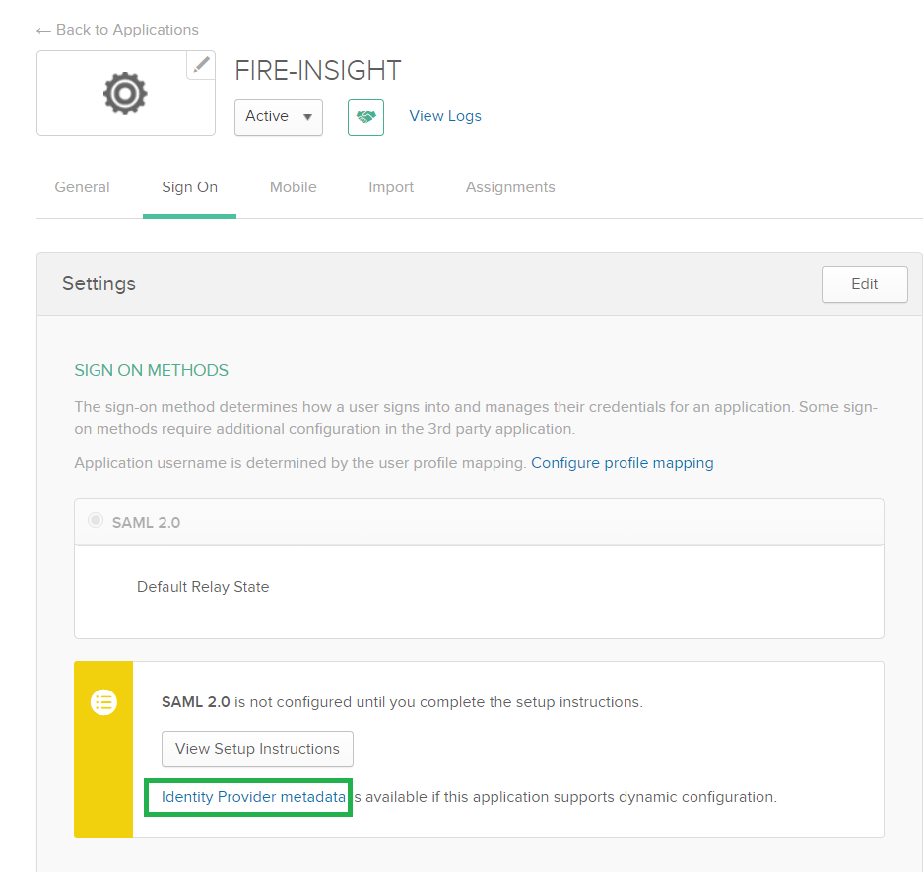 ← Back to Applications
FIRE-INSIGHT
Active ▼ View Logs
General Sign On Mobile Import Assignments
Settings Edit
SIGN ON METHODS
The sign-on method determines how a user signs into and manages their credentials for an application. Some sign-
on methods require additional configuration in the 3rd party application.
Application username is determined by the user profile mapping. Configure profile mapping
SAML 2.0
Default Relay State
SAML 2.0 is not configured until you complete the setup instructions.
View Setup Instructions
Identity Provider metadata is available if this application supports cynamic configuration.